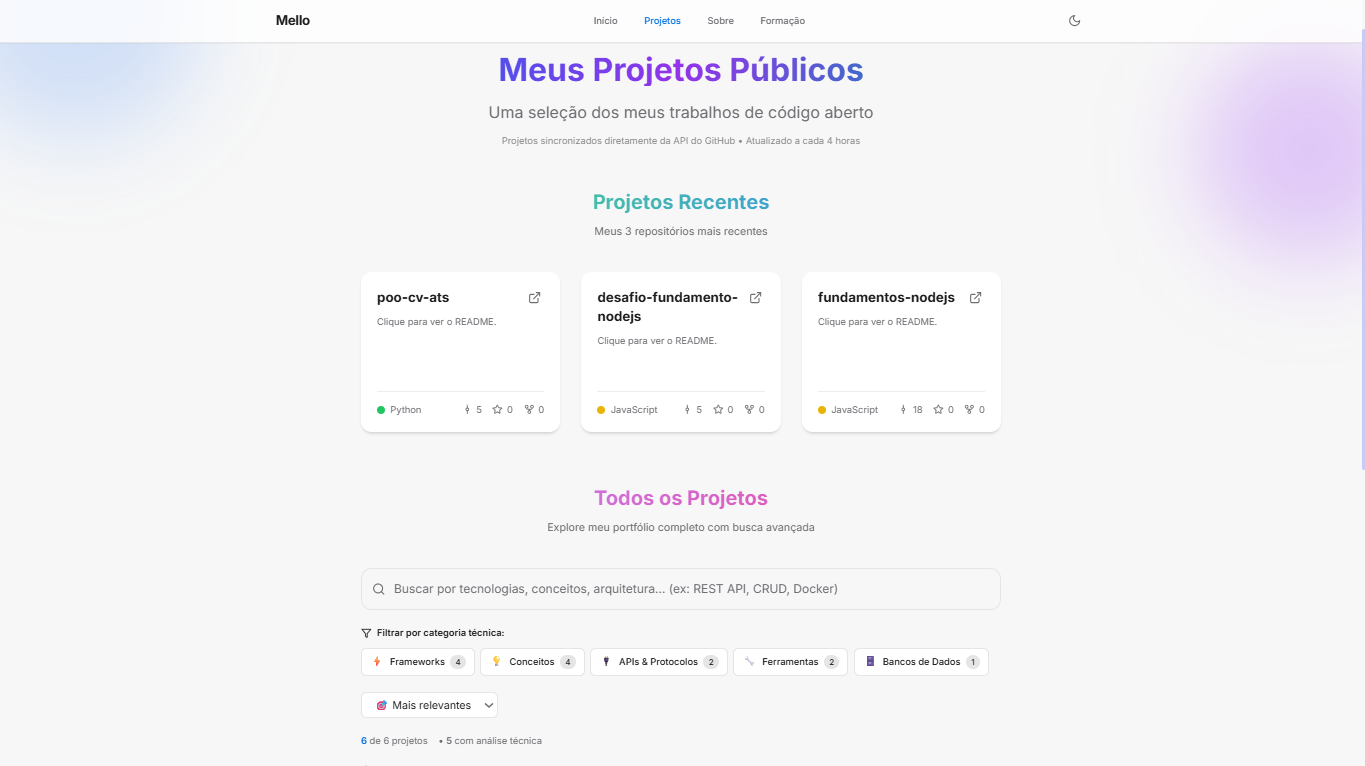 Mello
Início
Projetos
Sobre
Formação
Meus Projetos Públicos
Uma seleção dos meus trabalhos de código aberto
Projetos sincronizados diretamente da API do GitHub • Atualizado a cada 4 horas
Projetos Recentes
Meus 3 repositórios mais recentes
poo-cv-ats
Clique para ver o README.
Python 5 0 0
desafio-fundamento-
nodejs
Clique para ver o README.
JavaScript 5 0 0
fundamentos-nodejs
Clique para ver o README.
JavaScript 18 0 0
Todos os Projetos
Explore meu portfólio completo com busca avançada
Buscar por tecnologias, conceitos, arquitetura... (ex: REST API, CRUD, Docker)
Filtrar por categoria técnica:
Frameworks 4
Conceitos 4
APIs & Protocolos 2
Ferramentas 2
Bancos de Dados 1
Mais relevantes
6 de 6 projetos • 5 com análise técnica